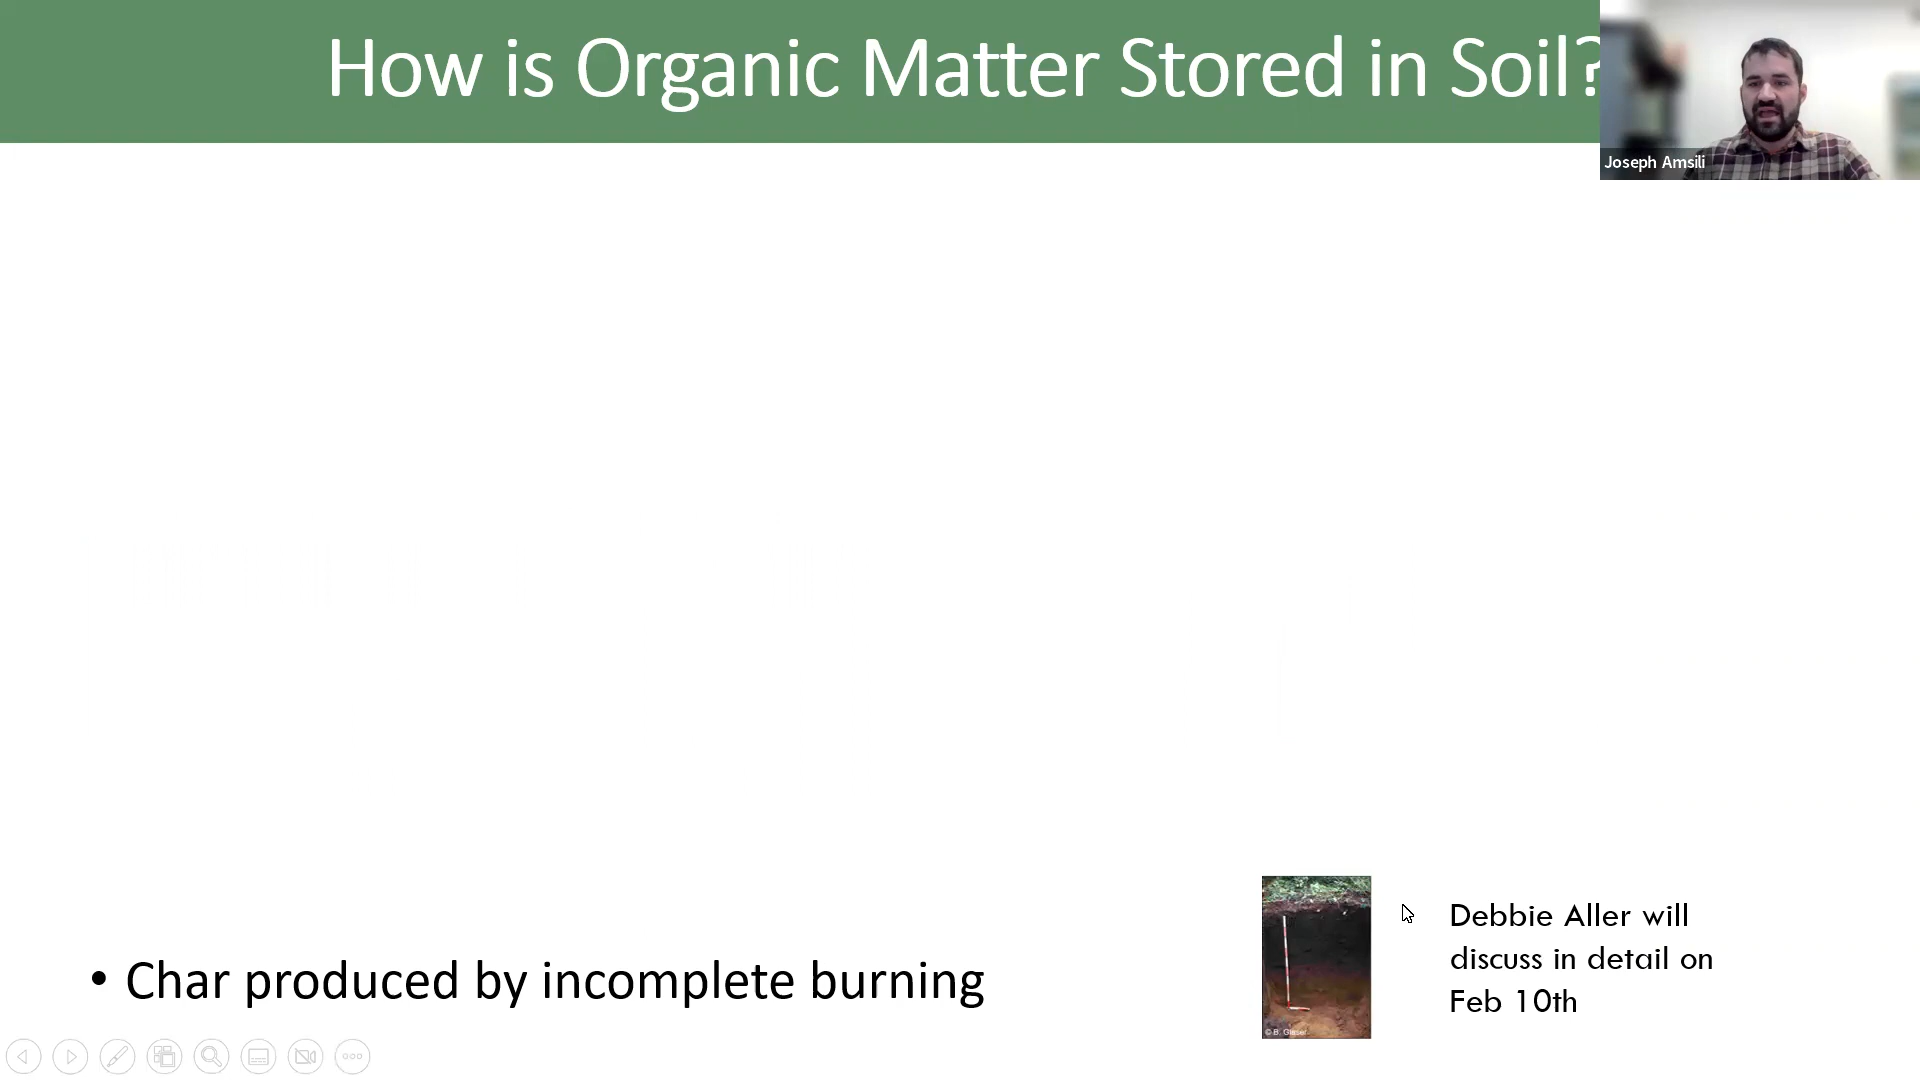 How is Organic Matter Stored in Soil?
Joseph Amsili
Debbie Aller will
discuss in detail on
Feb 10th
• Char produced by incomplete burning
© B. Glaser